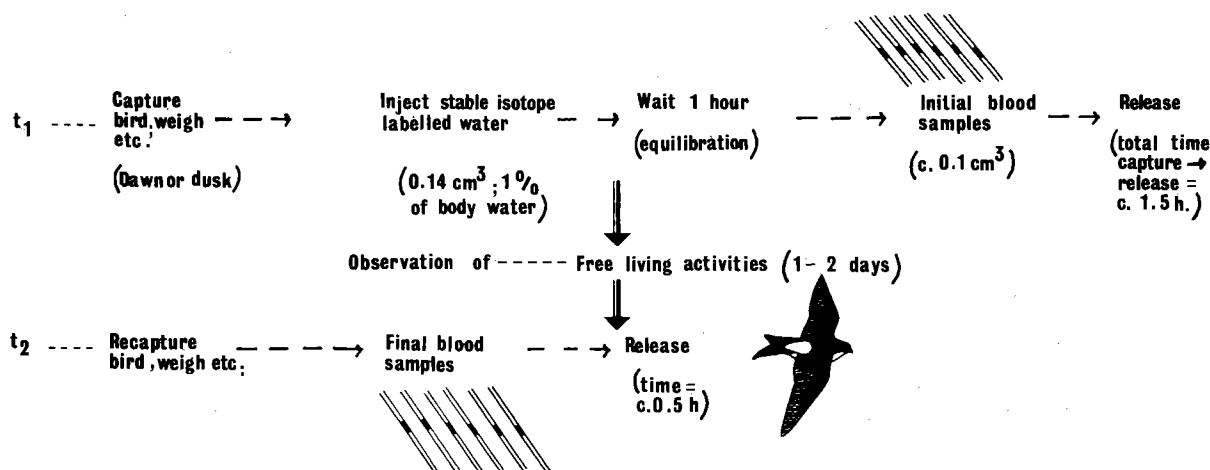 t1 ---- Capture bird, weigh etc.'
(Dawn or dusk)
Inject stable isotope
labelled water
(0.14 cm³ ; 1%
of body water)
Wait 1 hour
(equilibration)
Initial blood
samples
(c. 0.1 cm³)
Release
(total time
capture →
release =
c. 1.5 h.)
Observation of ----- Free living activities (1 - 2 days)
t2 ---- Recapture
bird, weigh etc.
Final blood
samples
Release
(time =
c.0.5 h)